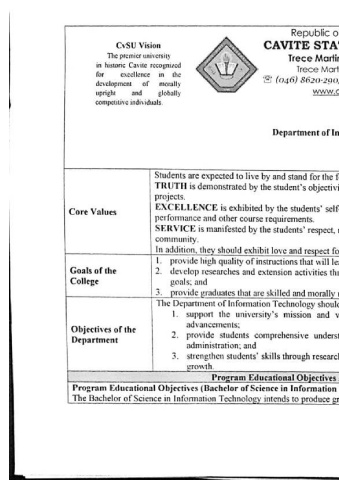 CvSU Vision
The premier university
in historic Cavite recognized
for excellence in the
development of morally
upright and globally
competitive individuals.
Republic o
CAVITE STA
Trece Martir
Trece Mart
☏ (046) 8620-290
www.c
Department of In
Core Values
Students are expected to live by and stand for the f
TRUTH is demonstrated by the student's objectivi
projects.
EXCELLENCE is exhibited by the students' self
performance and other course requirements.
SERVICE is manifested by the students' respect,
community.
In addition, they should exhibit love and respect fo
Goals of the
College
1. provide high quality of instructions that will lea
2. develop researches and extension activities thr
goals; and
3. provide graduates that are skilled and morally
Objectives of the
Department
The Department of Information Technology shoul
1. support the university's mission and v
advancements;
2. provide students comprehensive underst
administration; and
3. strengthen students' skills through researc
growth.
Program Educational Objectives
Program Educational Objectives (Bachelor of Science in Information
The Bachelor of Science in Information Technology intends to produce gr